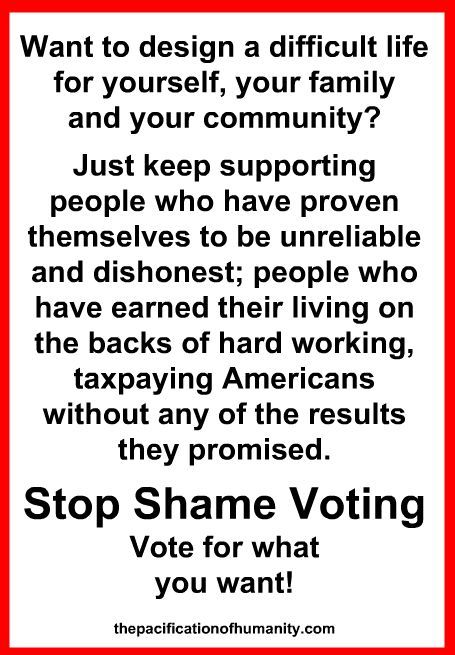 Want to design a difficult life
for yourself, your family
and your community?
Just keep supporting
people who have proven
themselves to be unreliable
and dishonest; people who
have earned their living on
the backs of hard working,
taxpaying Americans
without any of the results
they promised.
Stop Shame Voting
Vote for what
you want!
thepacificationofhumanity.com